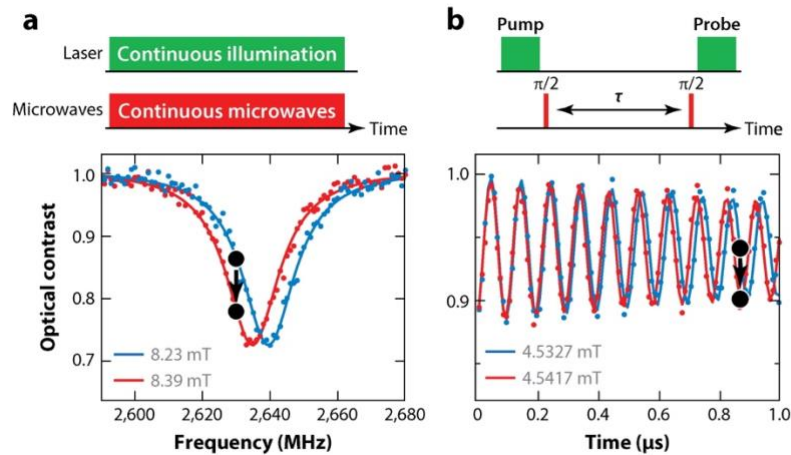 a
Laser
Continuous illumination
Microwaves
Continuous microwaves
Time
Optical contrast
1.0
0.9
0.8
0.7
8.23 mT
8.39 mT
2,600
2,620
2,640
2,660
2,680
Frequency (MHz)
b
Pump
Probe
π/2
π/2
τ
Time
1.0
0.9
4.5327 mT
4.5417 mT
0
0.2
0.4
0.6
0.8
1.0
Time (μs)